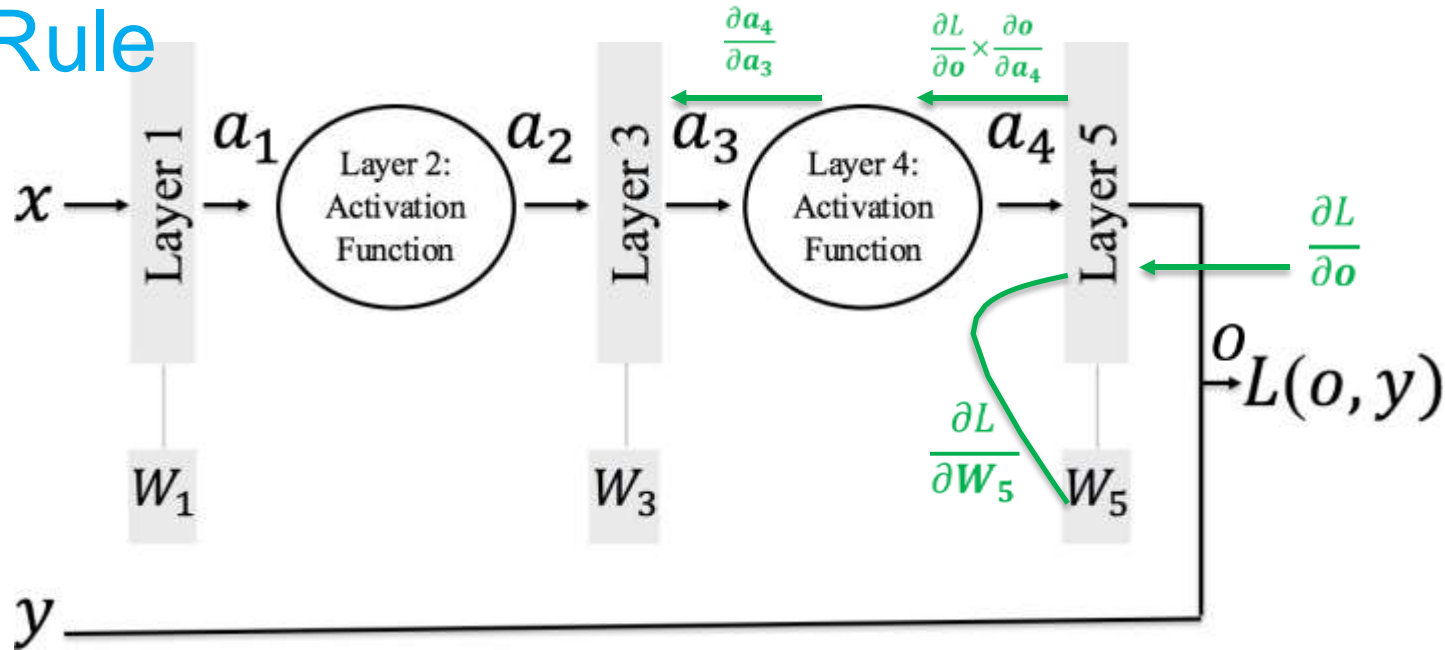 Rule
∂a₄/∂a₃
∂L/∂o × ∂o/∂a₄
x
Layer 1
a₁
Layer 2:
Activation
Function
a₂
Layer 3
a₃
Layer 4:
Activation
Function
a₄
Layer 5
∂L/∂o
o
L(o, y)
∂L/∂W₅
W₁
W₃
W₅
y